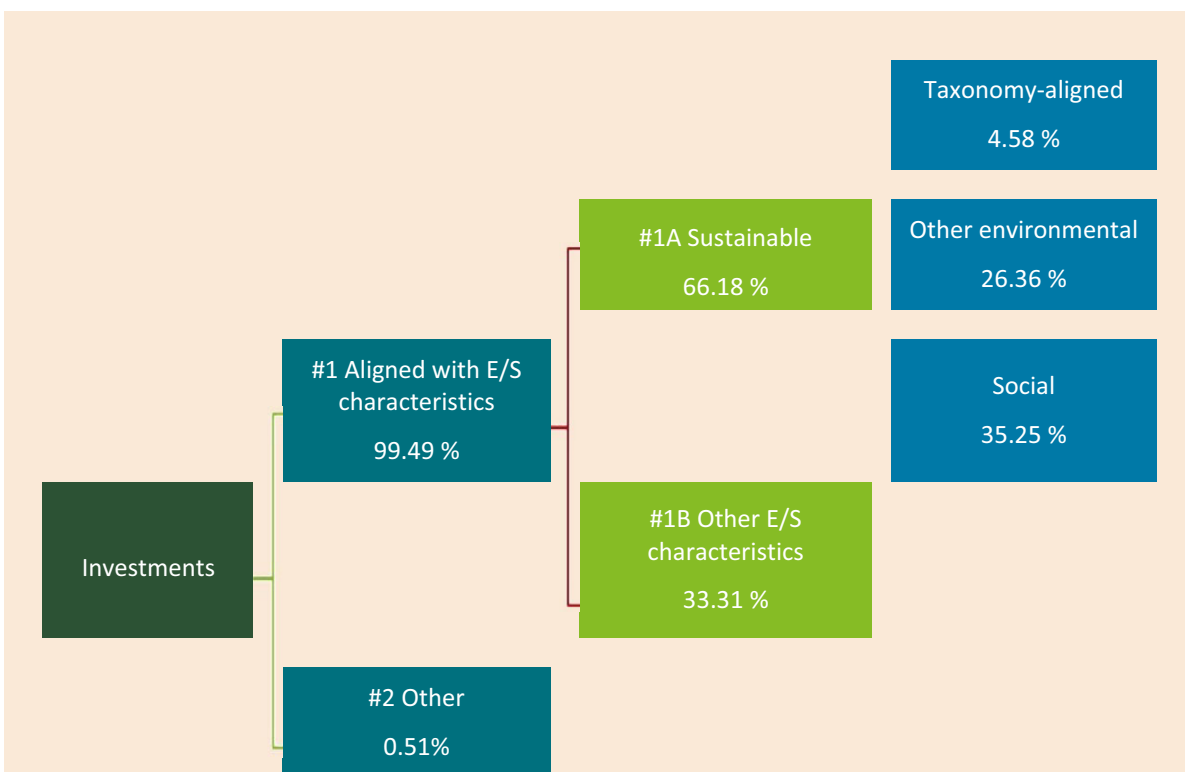 Taxonomy-aligned
4.58 %
#1A Sustainable
66.18 %
Other environmental
26.36 %
#1 Aligned with E/S
characteristics
99.49 %
Social
35.25 %
Investments
#1B Other E/S
characteristics
33.31 %
#2 Other
0.51%